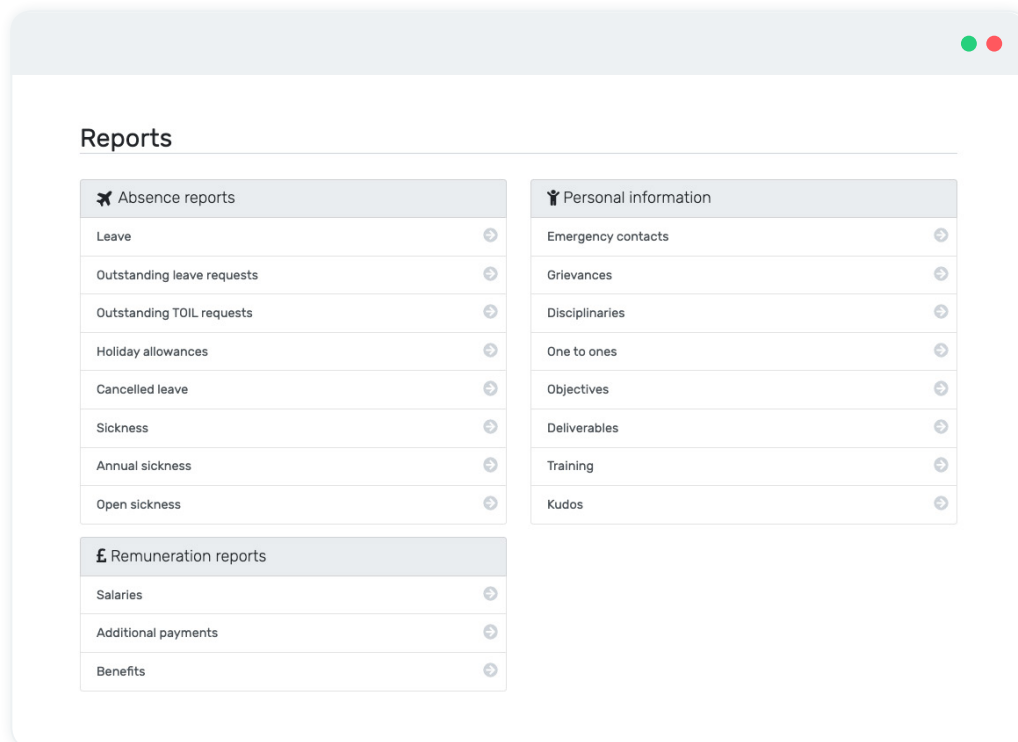 Reports
Absence reports
Leave
Outstanding leave requests
Outstanding TOIL requests
Holiday allowances
Cancelled leave
Sickness
Annual sickness
Open sickness
Personal information
Emergency contacts
Grievances
Disciplinaries
One to ones
Objectives
Deliverables
Training
Kudos
£ Remuneration reports
Salaries
Additional payments
Benefits